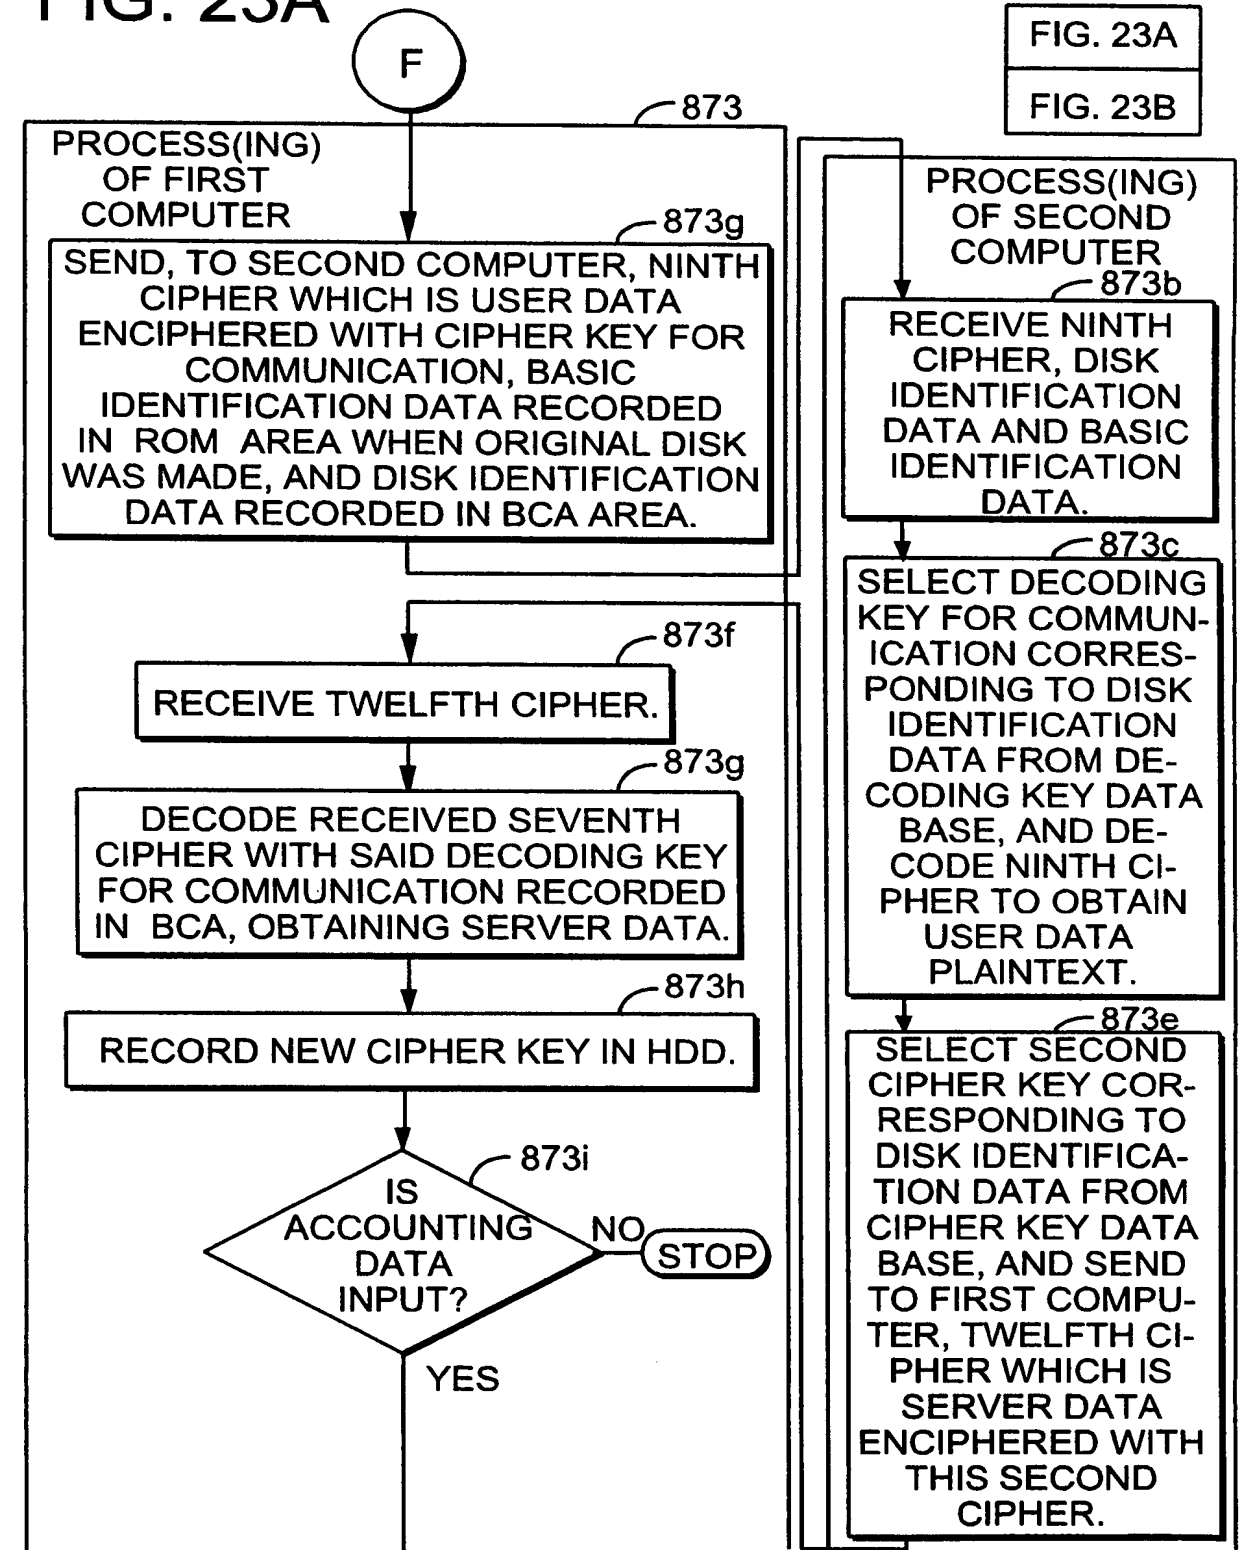 FIG. 23A
F
FIG. 23A
FIG. 23B
873
PROCESS(ING)
OF FIRST
COMPUTER
873g
SEND, TO SECOND COMPUTER, NINTH
CIPHER WHICH IS USER DATA
ENCIPHERED WITH CIPHER KEY FOR
COMMUNICATION, BASIC
IDENTIFICATION DATA RECORDED
IN ROM AREA WHEN ORIGINAL DISK
WAS MADE, AND DISK IDENTIFICATION
DATA RECORDED IN BCA AREA.
873f
RECEIVE TWELFTH CIPHER.
873g
DECODE RECEIVED SEVENTH
CIPHER WITH SAID DECODING KEY
FOR COMMUNICATION RECORDED
IN BCA, OBTAINING SERVER DATA.
873h
RECORD NEW CIPHER KEY IN HDD.
873i
IS
ACCOUNTING
DATA
INPUT?
NO
STOP
YES
PROCESS(ING)
OF SECOND
COMPUTER
873b
RECEIVE NINTH
CIPHER, DISK
IDENTIFICATION
DATA AND BASIC
IDENTIFICATION
DATA.
873c
SELECT DECODING
KEY FOR COMMUN-
ICATION CORRES-
PONDING TO DISK
IDENTIFICATION
DATA FROM DE-
CODING KEY DATA
BASE, AND DE-
CODE NINTH CI-
PHER TO OBTAIN
USER DATA
PLAINTEXT.
873e
SELECT SECOND
CIPHER KEY COR-
RESPONDING TO
DISK IDENTIFICA-
TION DATA FROM
CIPHER KEY DATA
BASE, AND SEND
TO FIRST COMPU-
TER, TWELFTH CI-
PHER WHICH IS
SERVER DATA
ENCIPHERED WITH
THIS SECOND
CIPHER.